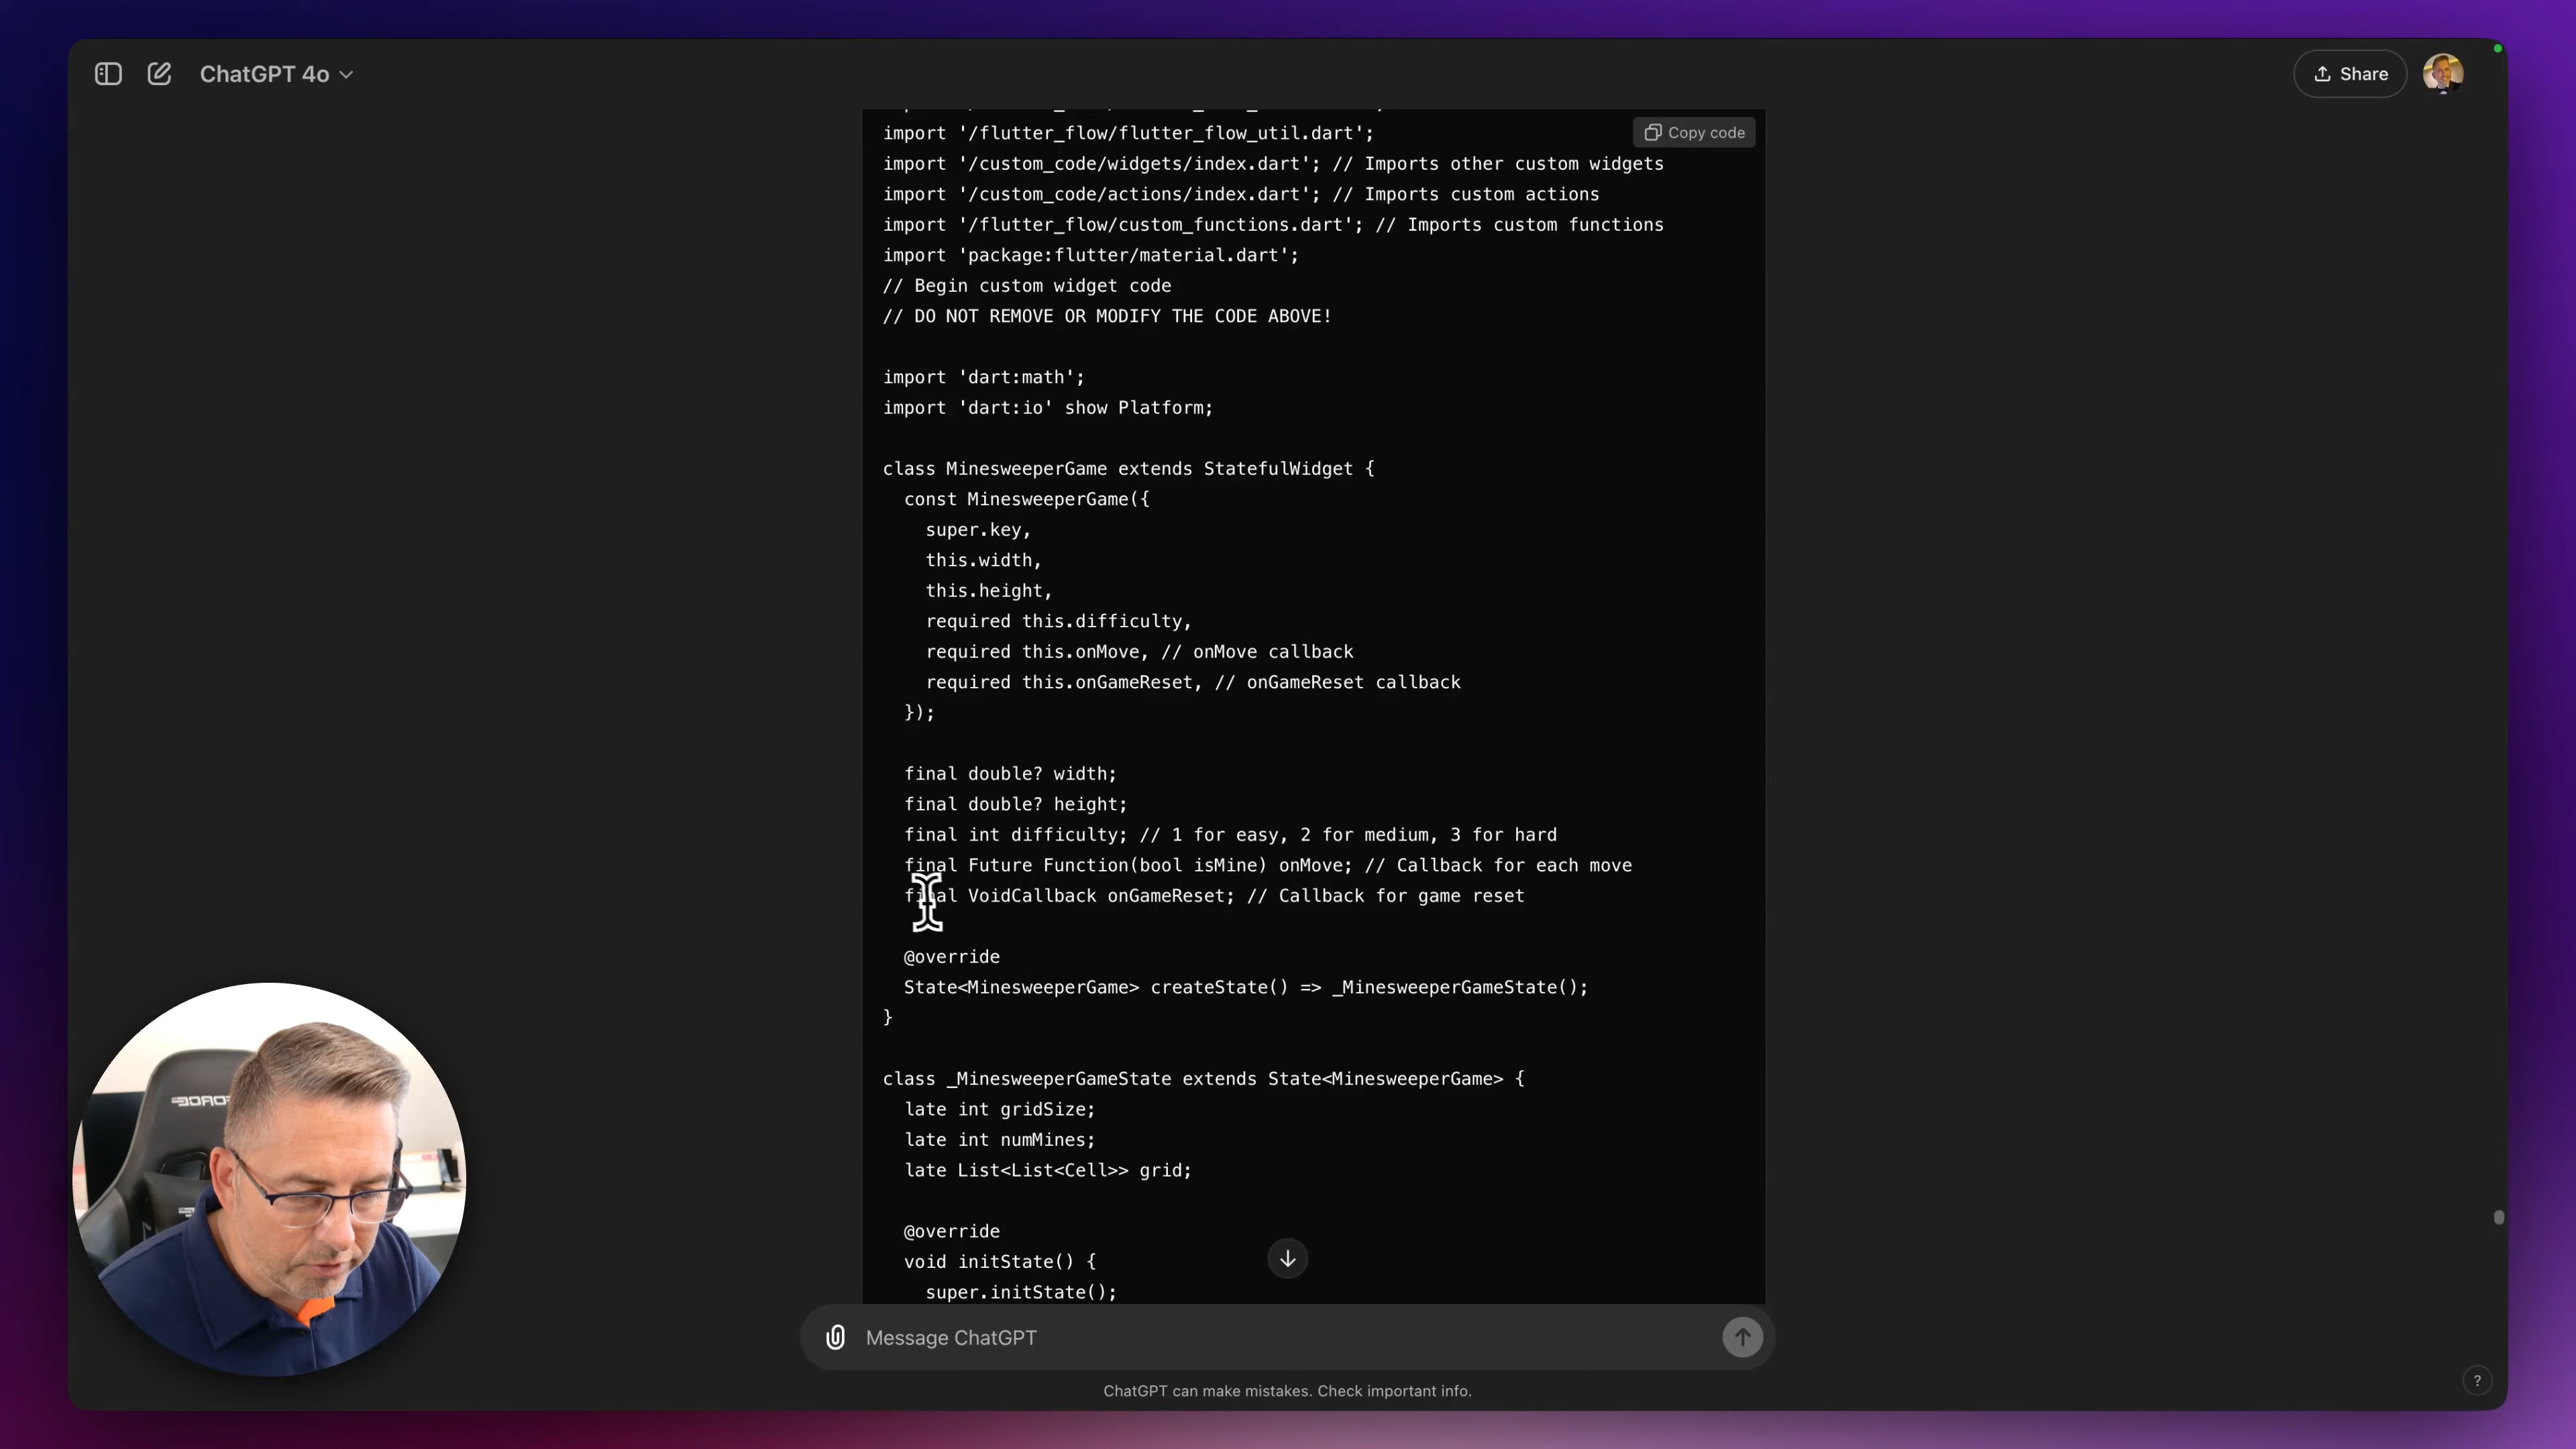 ChatGPT 4o
Share
Copy code
import '/flutter_flow/flutter_flow_util.dart';
import '/custom_code/widgets/index.dart'; // Imports other custom widgets
import '/custom_code/actions/index.dart'; // Imports custom actions
import '/flutter_flow/custom_functions.dart'; // Imports custom functions
import 'package:flutter/material.dart';
// Begin custom widget code
// DO NOT REMOVE OR MODIFY THE CODE ABOVE!
import 'dart:math';
import 'dart:io' show Platform;
class MinesweeperGame extends StatefulWidget {
const MinesweeperGame({
super.key,
this.width,
this.height,
required this.difficulty,
required this.onMove, // onMove callback
required this.onGameReset, // onGameReset callback
});
final double? width;
final double? height;
final int difficulty; // 1 for easy, 2 for medium, 3 for hard
final Future Function(bool isMine) onMove; // Callback for each move
final VoidCallback onGameReset; // Callback for game reset
@override
State<MinesweeperGame> createState() => _MinesweeperGameState();
}
class _MinesweeperGameState extends State<MinesweeperGame> {
late int gridSize;
late int numMines;
late List<List<Cell>> grid;
@override
void initState() {
super.initState();
Message ChatGPT
ChatGPT can make mistakes. Check important info.
?